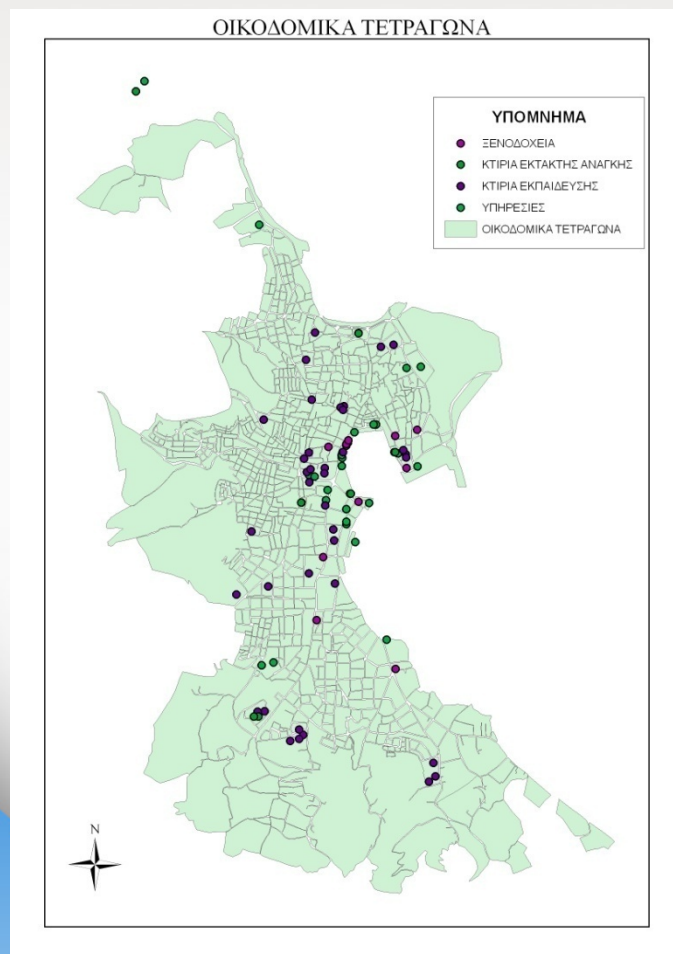 ΟΙΚΟΔΟΜΙΚΑ ΤΕΤΡΑΓΩΝΑ
ΥΠΟΜΝΗΜΑ
ΞΕΝΟΔΟΧΕΙΑ
ΚΤΙΡΙΑ ΕΚΤΑΚΤΗΣ ΑΝΑΓΚΗΣ
ΚΤΙΡΙΑ ΕΚΠΑΙΔΕΥΣΗΣ
ΥΠΗΡΕΣΙΕΣ
ΟΙΚΟΔΟΜΙΚΑ ΤΕΤΡΑΓΩΝΑ
N